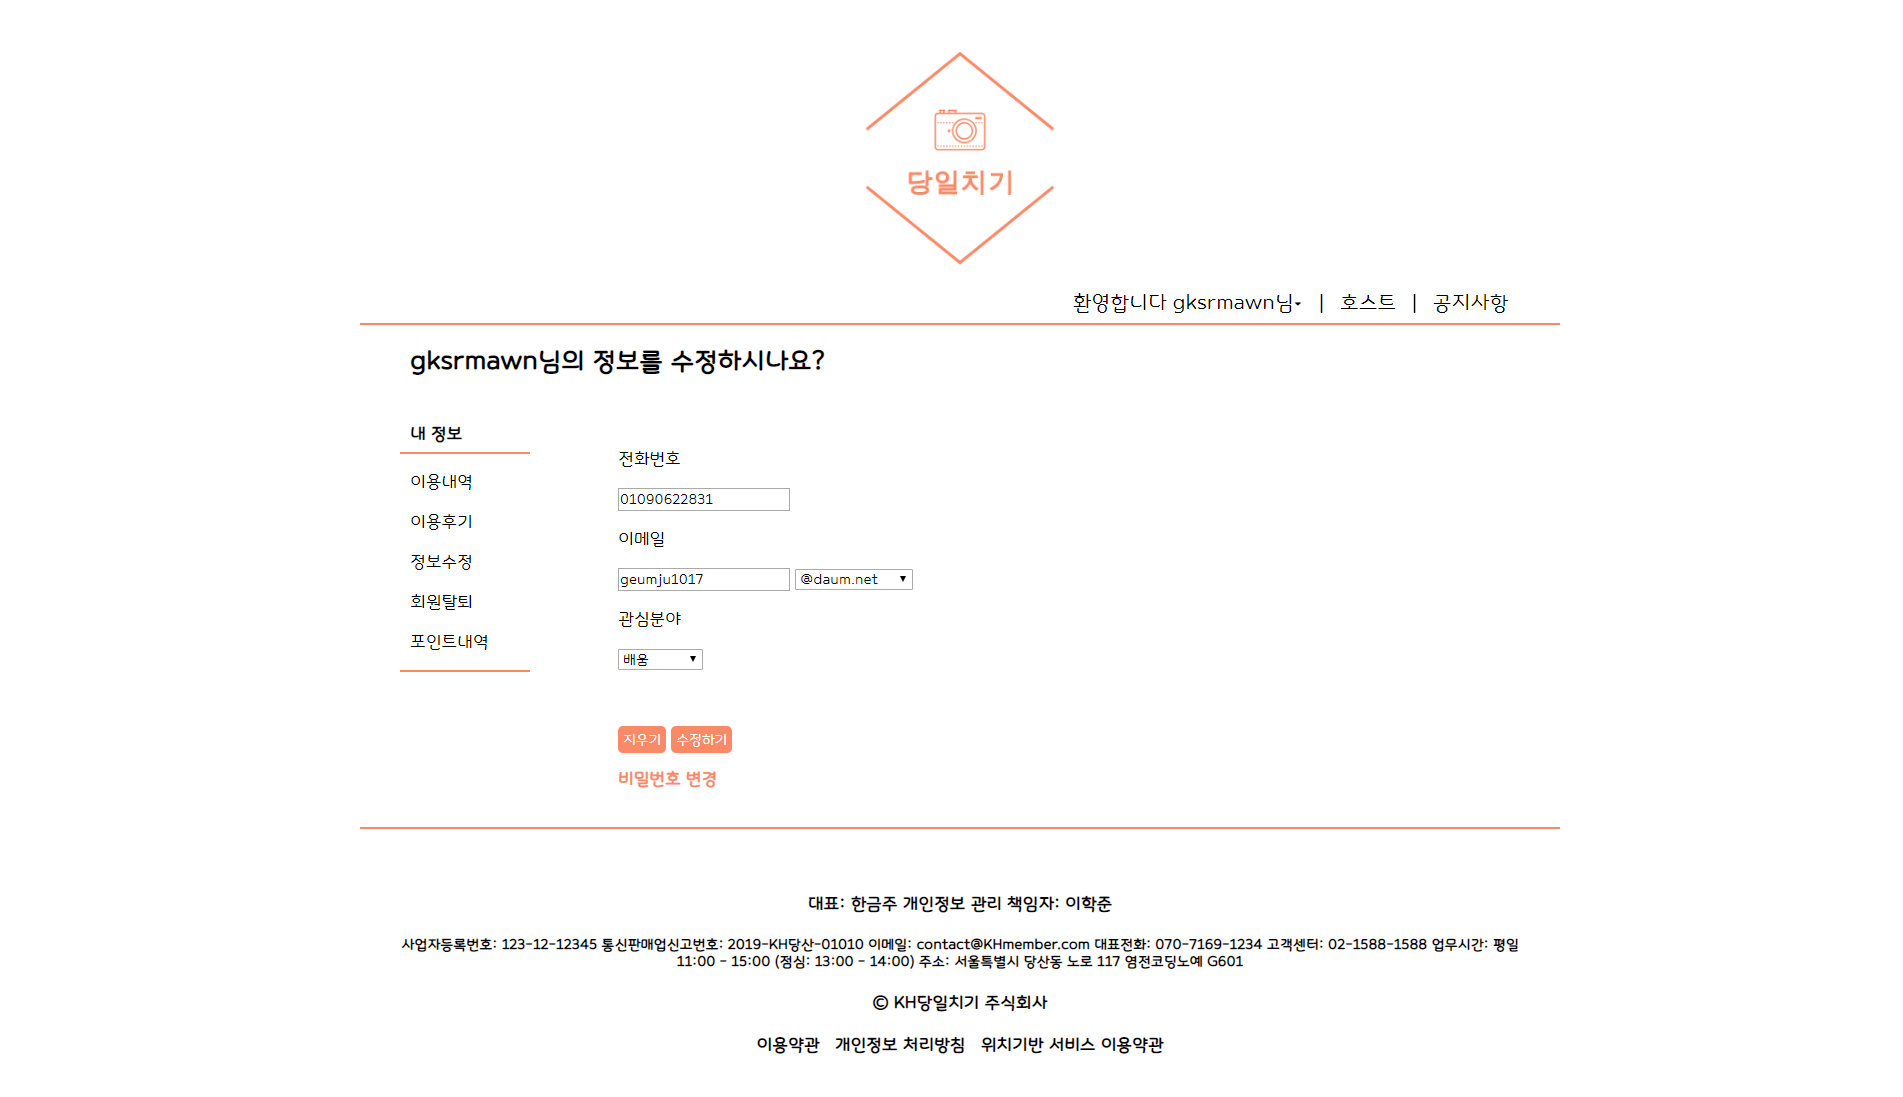 당일치기
환영합니다 gksrmawn님 | 호스트 | 공지사항
gksrmawn님의 정보를 수정하시나요?
내 정보
이용내역
이용후기
정보수정
회원탈퇴
포인트내역
전화번호
01090622831
이메일
geumju1017 @daum.net
관심분야
배움
지우기 수정하기
비밀번호 변경
대표: 한금주 개인정보 관리 책임자: 이학준
사업자등록번호: 123-12-12345 통신판매업신고번호: 2019-KH당산-01010 이메일: contact@KHmember.com 대표전화: 070-7169-1234 고객센터: 02-1588-1588 업무시간: 평일
11:00 - 15:00 (점심: 13:00 - 14:00) 주소: 서울특별시 당산동 노로 117 염전코딩노예 G601
© KH당일치기 주식회사
이용약관 개인정보 처리방침 위치기반 서비스 이용약관